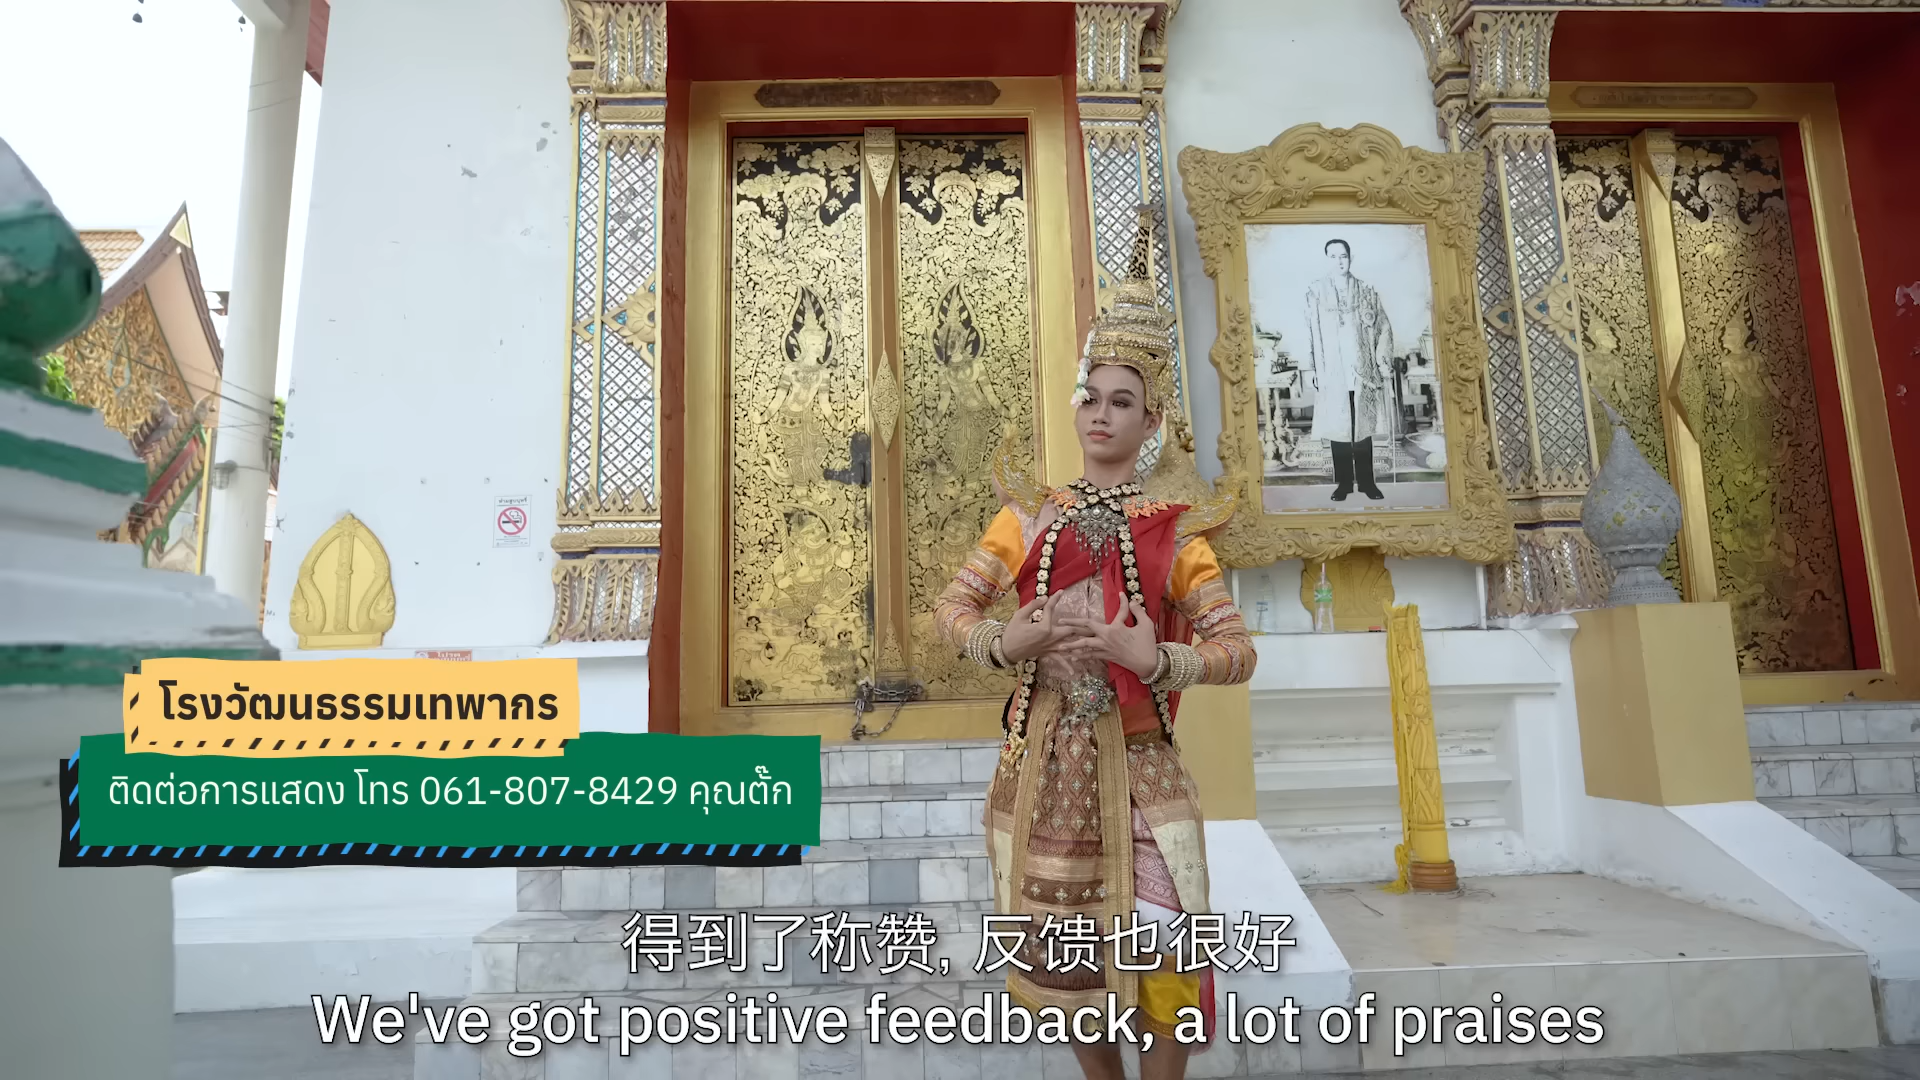 โรงวัฒนธรรมเทพากร
ติดต่อการแสดง โทร 061-807-8429 คุณตั๊ก
得到了称赞, 反馈也很好
We've got positive feedback, a lot of praises